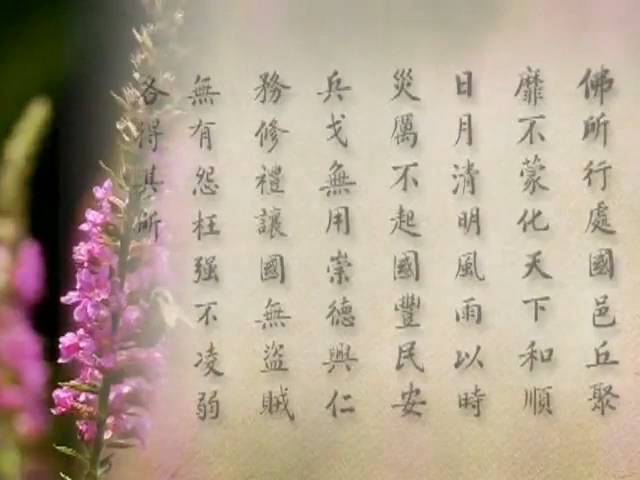 佛所行處國邑丘聚
靡不蒙化天下和順
日月清明風雨以時
災厲不起國豐民安
兵戈無用崇德興仁
務修禮讓國無盜賊
無有怨枉强不凌弱
各得其所